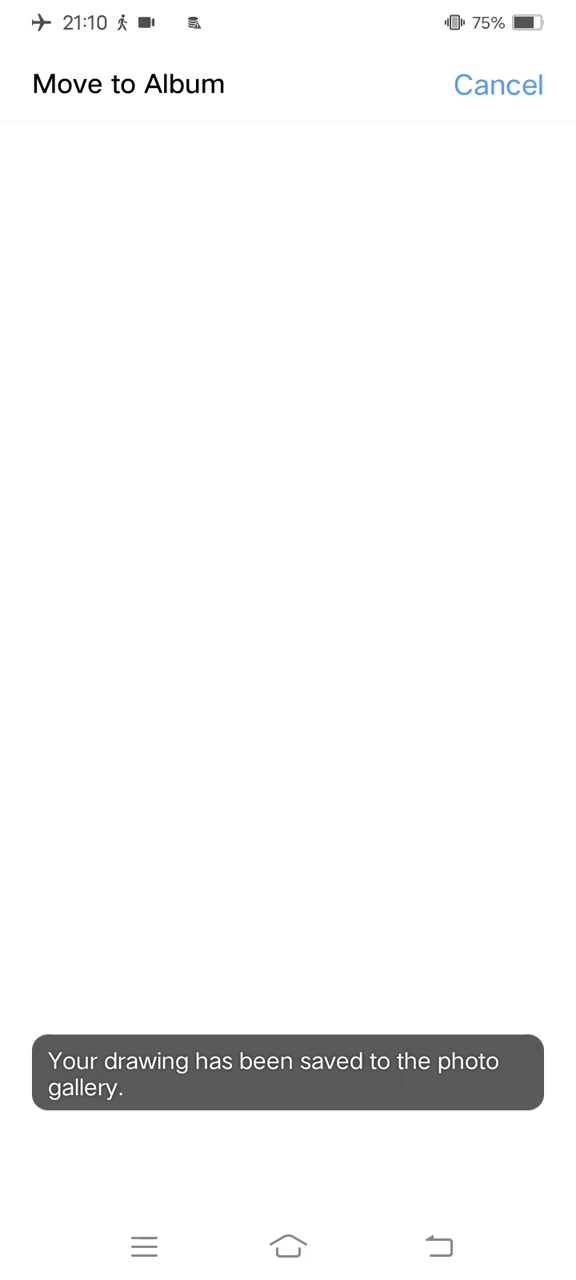 21:10
75%
Move to Album
Cancel
Your drawing has been saved to the photo
gallery.